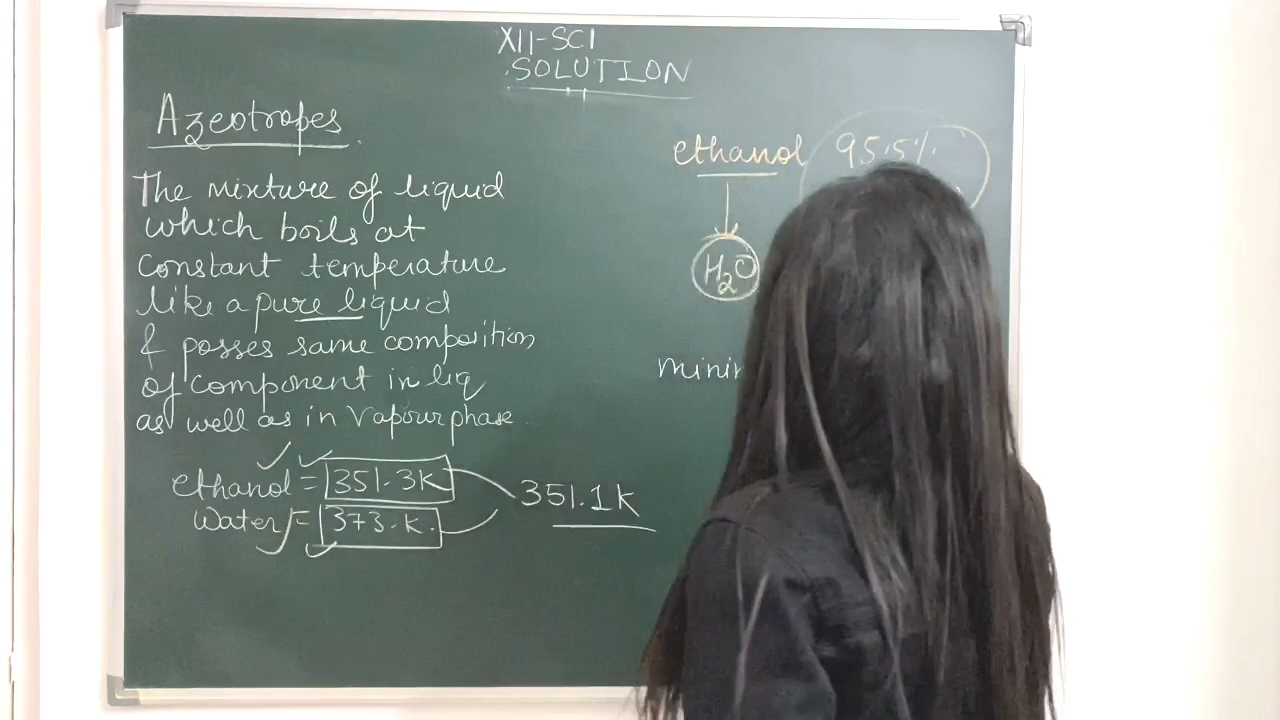 XII-SCI
SOLUTION
Azeotropes
The mixture of liquid
which boils at
constant temperature
like a pure liquid
& posses same composition
of component in liq
as well as in Vapour phase
ethanol = 351.3K
Water = 373.K.
351.1K
ethanol 95.5%
H2O